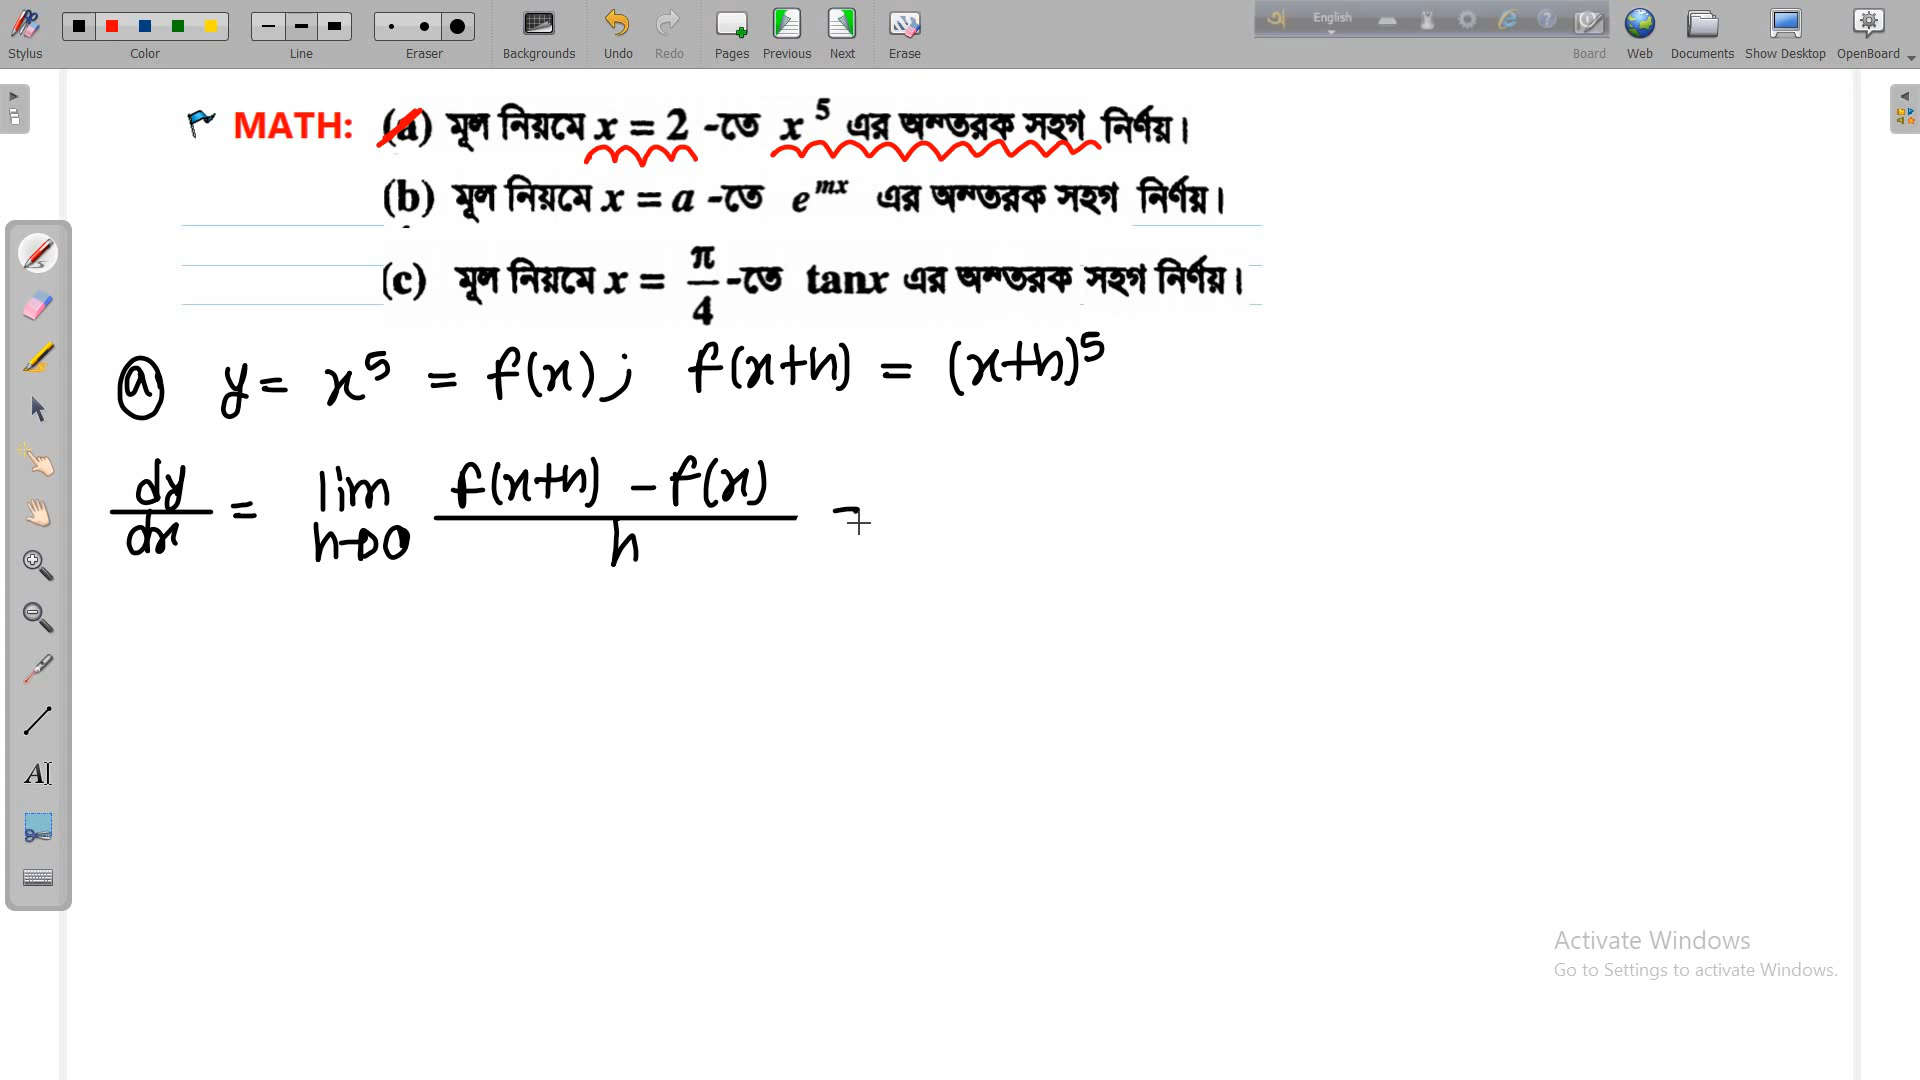 Stylus Color Line Eraser Backgrounds Undo Redo Pages Previous Next Erase English Board Web Documents Show Desktop OpenBoard
MATH: (a) মূল নিয়মে x = 2 -তে x^5 এর অন্তরক সহগ নির্ণয়।
(b) মূল নিয়মে x = a -তে e^mx এর অন্তরক সহগ নির্ণয়।
(c) মূল নিয়মে x = π/4 -তে tanx এর অন্তরক সহগ নির্ণয়।
(a) y = x^5 = f(x); f(x+h) = (x+h)^5
dy/dx = lim h→0 (f(x+h) - f(x))/h
Activate Windows
Go to Settings to activate Windows.